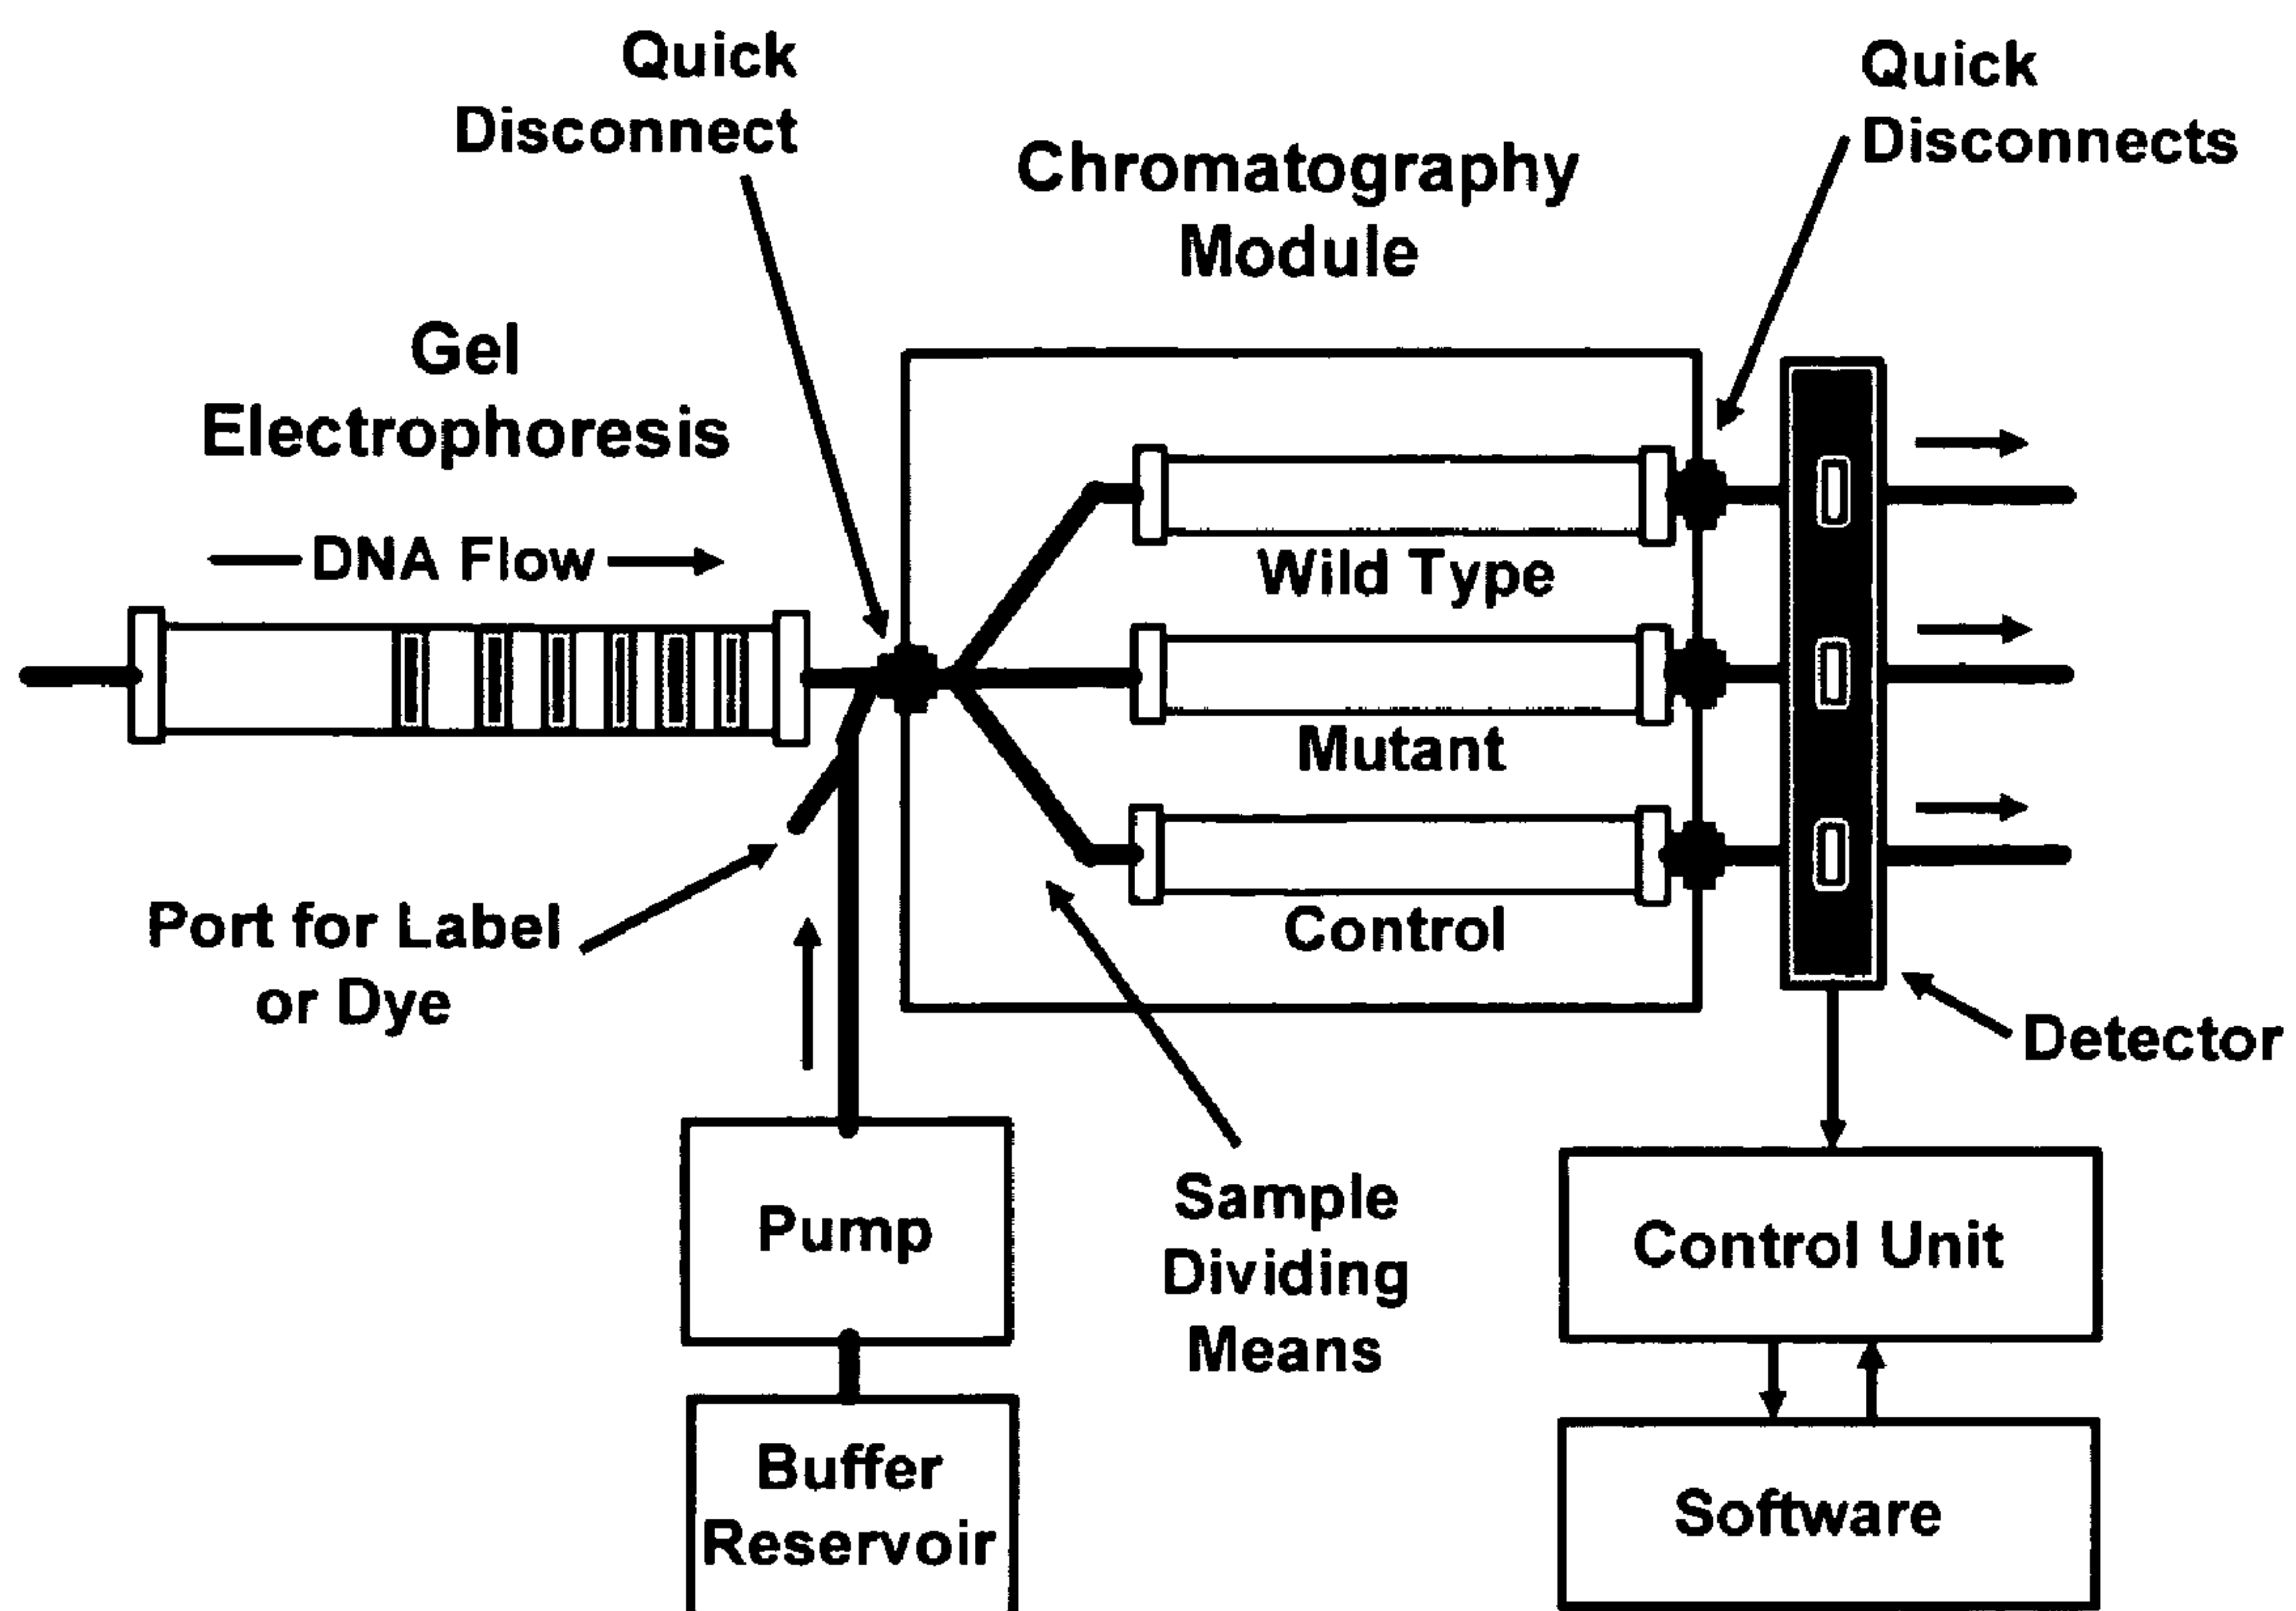 Quick
Disconnect
Quick
Disconnects
Chromatography
Module
Gel
Electrophoresis
DNA Flow
Wild Type
Mutant
Control
Port for Label
or Dye
Detector
Pump
Sample
Dividing
Means
Control Unit
Buffer
Reservoir
Software